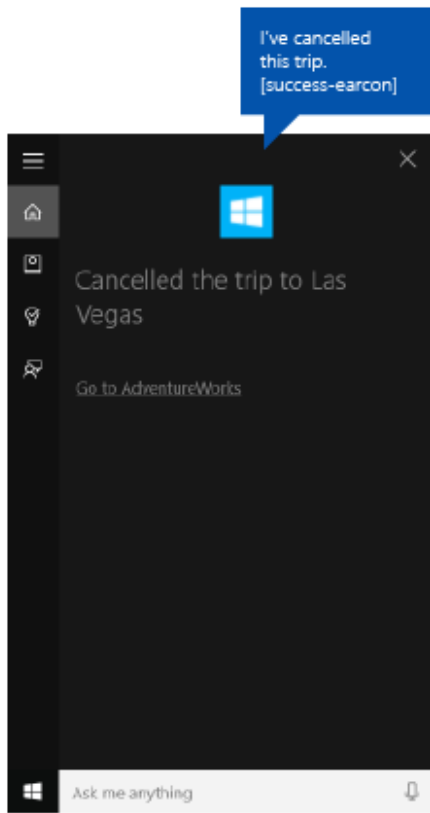 I've cancelled
this trip.
[success-earcon]
Cancelled the trip to Las
Vegas
Go to AdventureWorks
Ask me anything